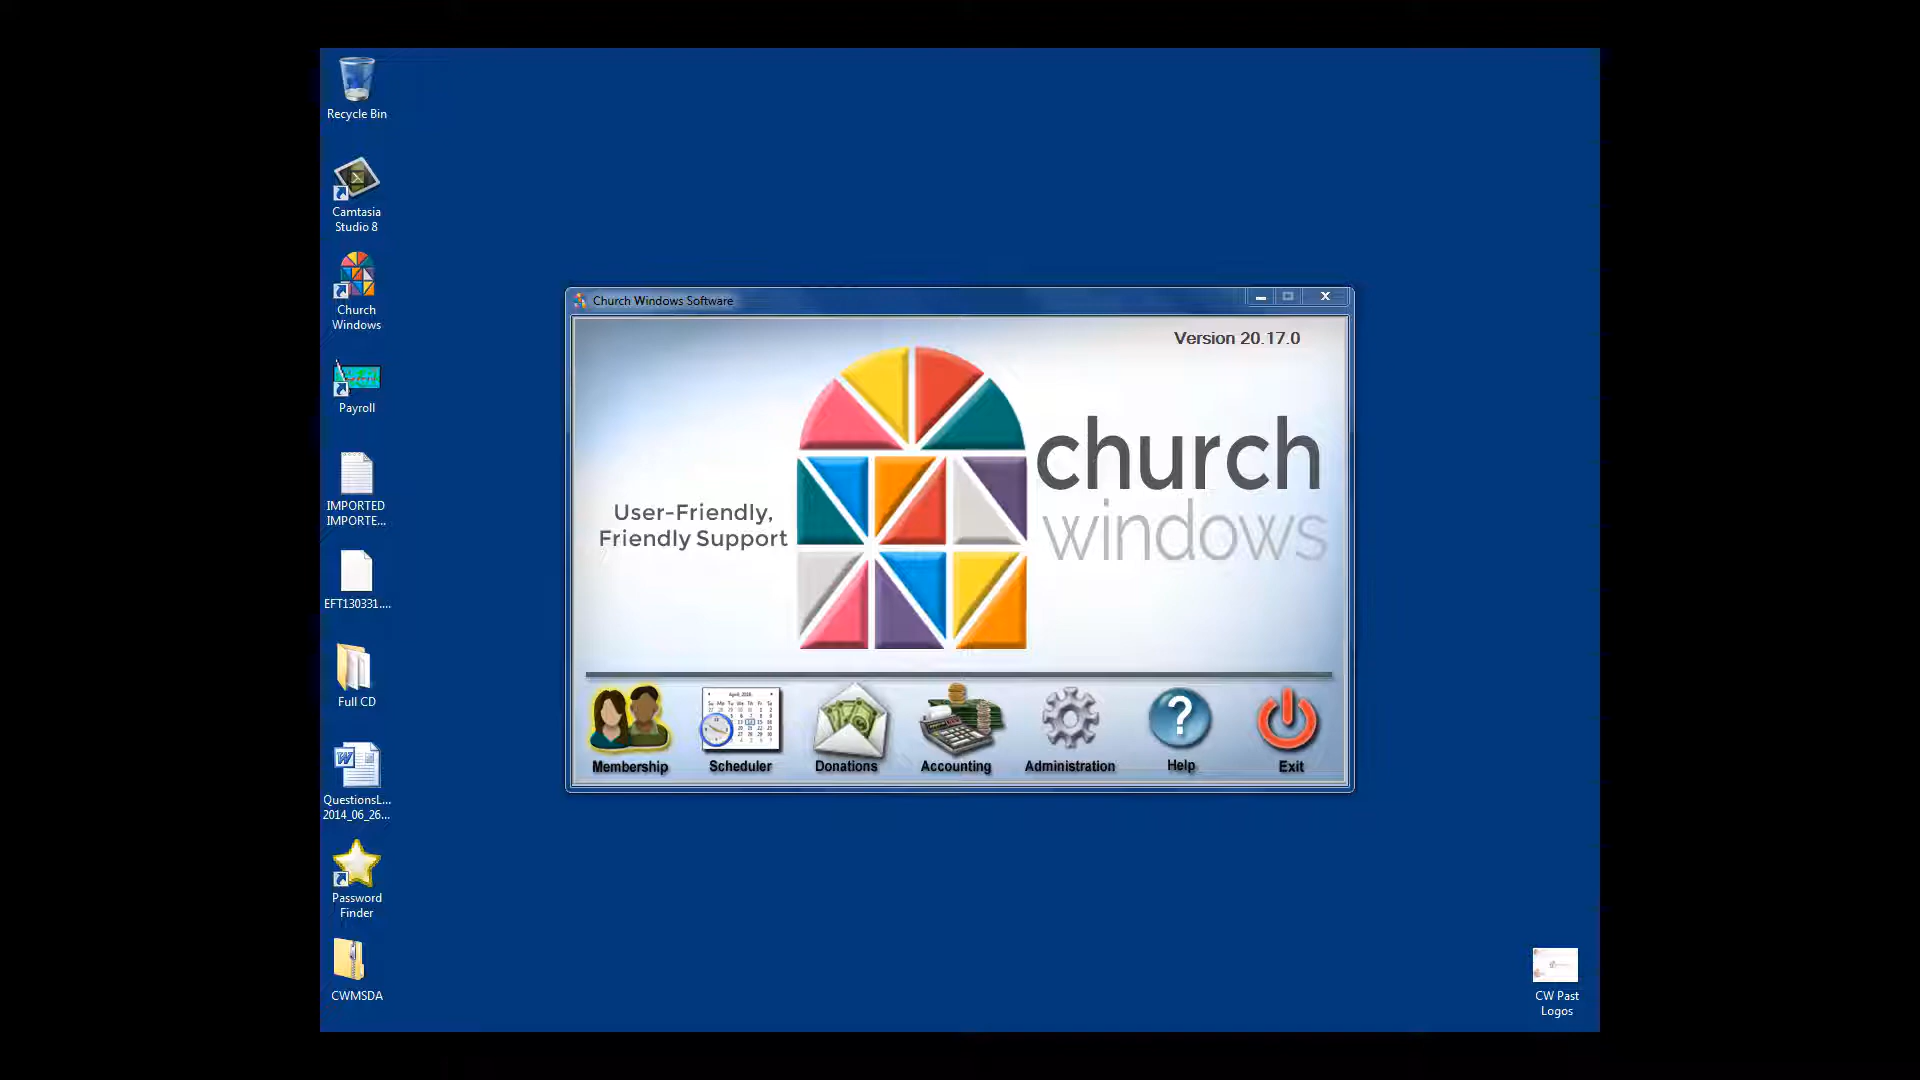 Recycle Bin
Camtasia
Studio 8
Church
Windows
Payroll
IMPORTED
IMPORTE...
EFT130331....
Full CD
QuestionsL...
2014_06_26...
Password
Finder
CWMSDA
Church Windows Software
Version 20.17.0
User-Friendly,
Friendly Support
church
windows
Membership
Scheduler
Donations
Accounting
Administration
Help
Exit
CW Past
Logos